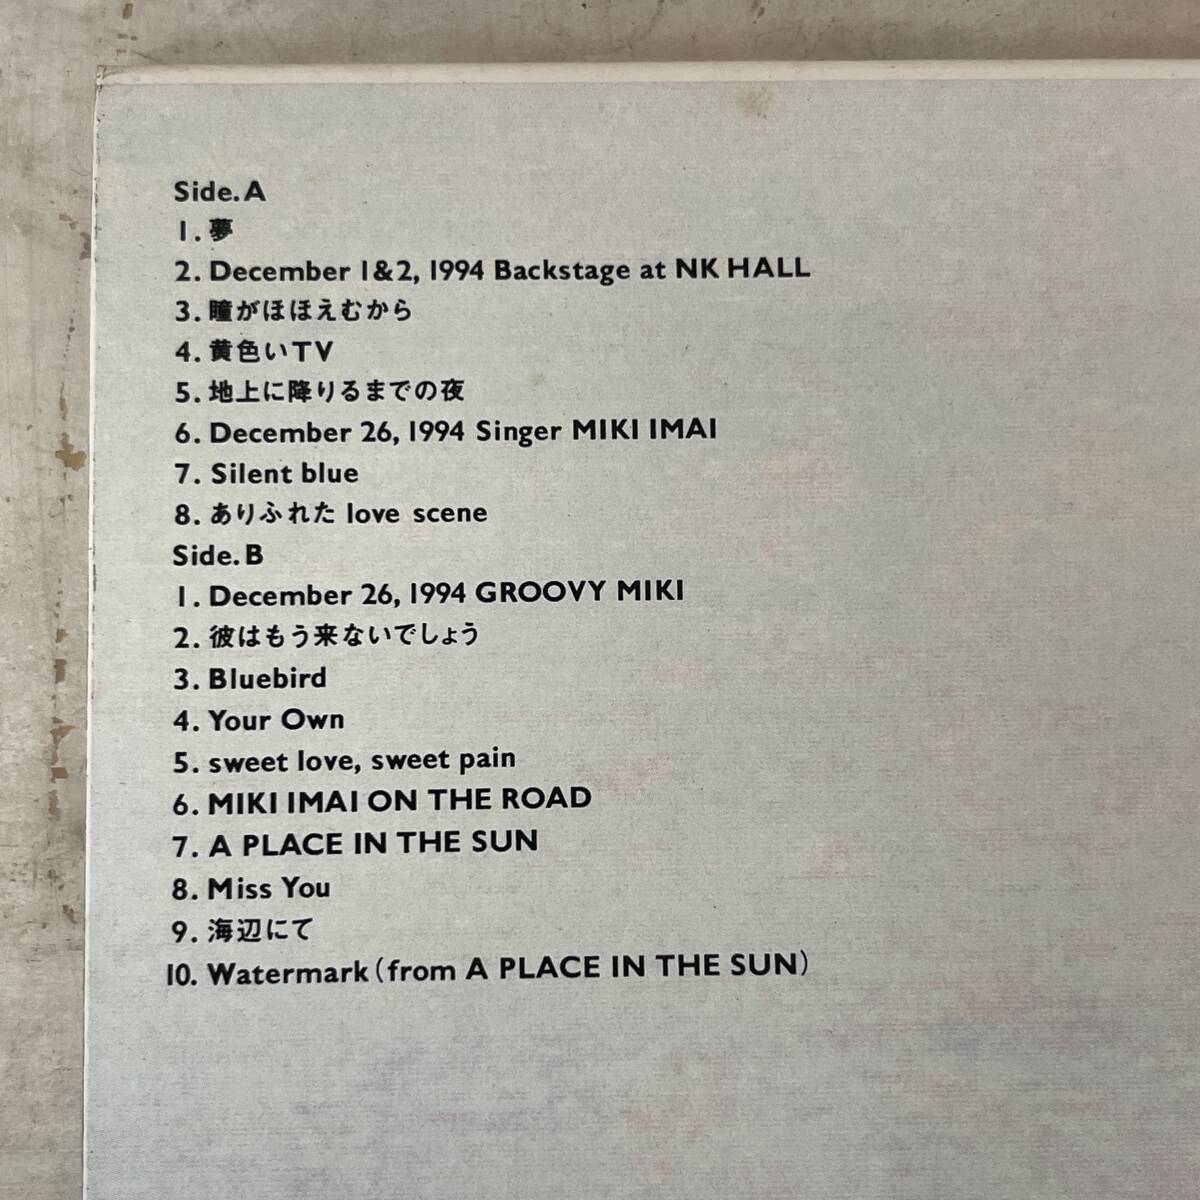 Side.A
1. 夢
2. December 1&2, 1994 Backstage at NK HALL
3. 瞳がほほえむから
4. 黄色いTV
5. 地上に降りるまでの夜
6. December 26, 1994 Singer MIKI IMAI
7. Silent blue
8. ありふれた love scene
Side.B
1. December 26, 1994 GROOVY MIKI
2. 彼はもう来ないでしょう
3. Bluebird
4. Your Own
5. sweet love, sweet pain
6. MIKI IMAI ON THE ROAD
7. A PLACE IN THE SUN
8. Miss You
9. 海辺にて
10. Watermark (from A PLACE IN THE SUN)